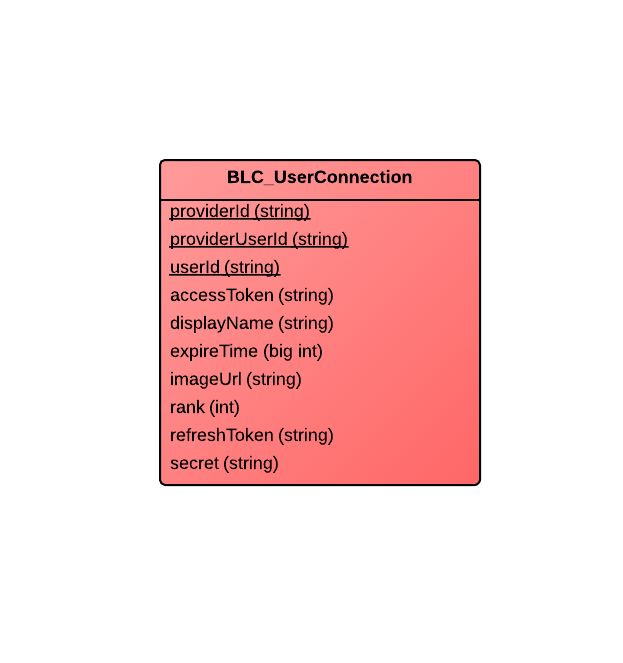 BLC_UserConnection
providerId (string)
providerUserId (string)
userId (string)
accessToken (string)
displayName (string)
expireTime (big int)
imageUrl (string)
rank (int)
refreshToken (string)
secret (string)